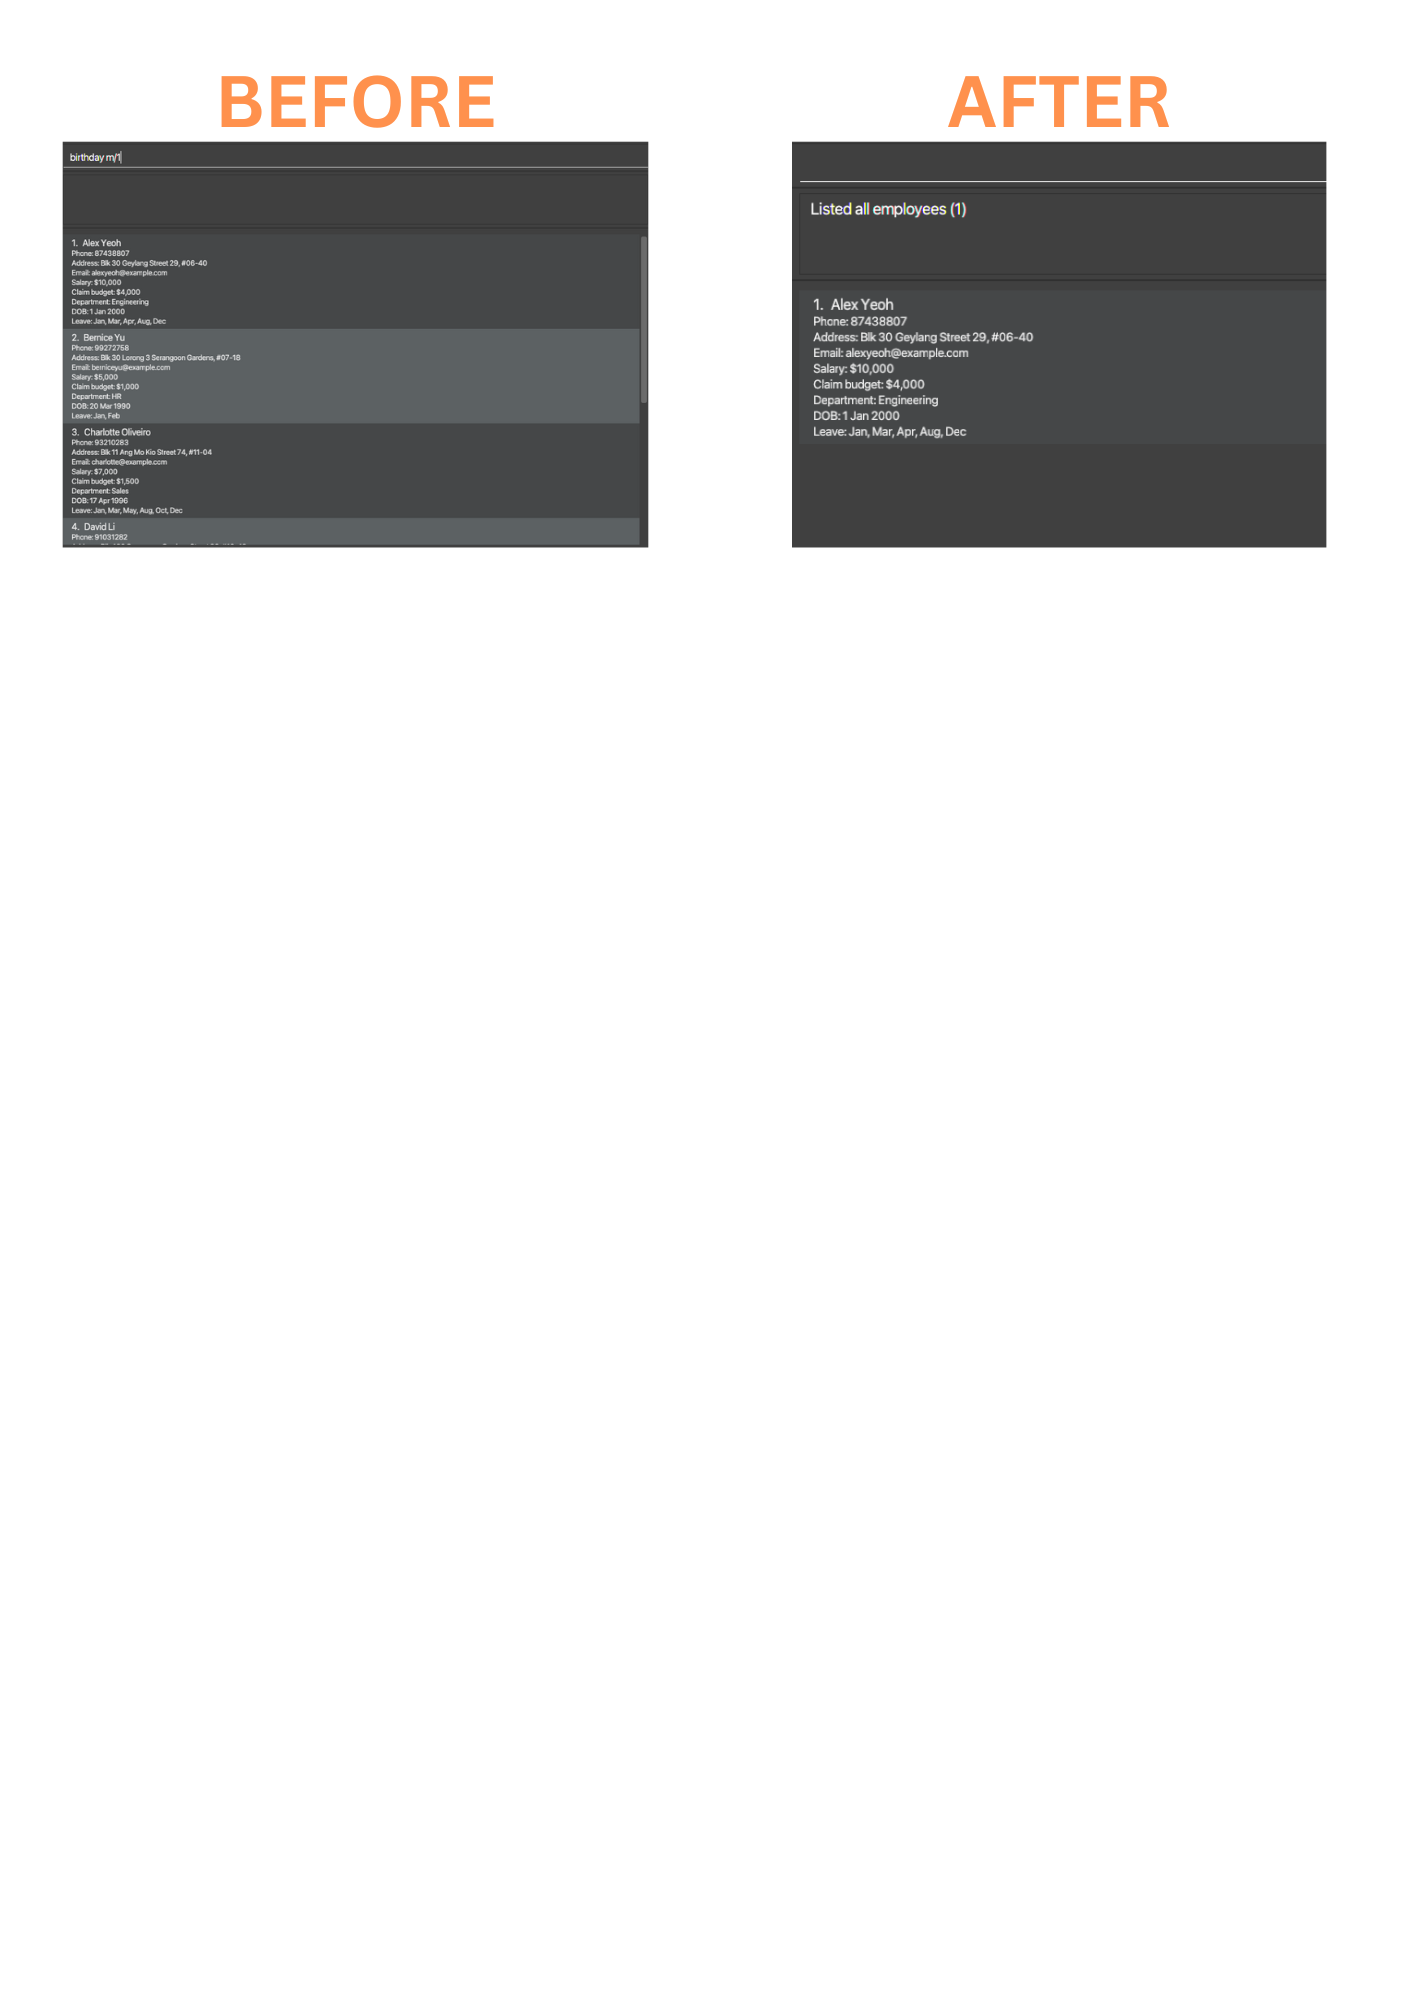 BEFORE
birthday m/1
1. Alex Yeoh
Phone: 87438807
Address: Blk 30 Geylang Street 29, #06-40
Email: alexyeoh@example.com
Salary: $10,000
Claim budget: $4,000
Department: Engineering
DOB: 1 Jan 2000
Leave: Jan, Mar, Apr, Aug, Dec
2. Bernice Yu
Phone: 99272758
Address: Blk 30 Lorong 3 Serangoon Gardens, #07-18
Email: berniceyu@example.com
Salary: $5,000
Claim budget: $1,000
Department: HR
DOB: 20 Mar 1990
Leave: Jan, Feb
3. Charlotte Oliveiro
Phone: 93210283
Address: Blk 11 Ang Mo Kio Street 74, #11-04
Email: charlotte@example.com
Salary: $7,000
Claim budget: $1,500
Department: Sales
DOB: 17 Apr 1996
Leave: Jan, Mar, May, Aug, Oct, Dec
4. David Li
Phone: 91031282
AFTER
Listed all employees (1)
1. Alex Yeoh
Phone: 87438807
Address: Blk 30 Geylang Street 29, #06-40
Email: alexyeoh@example.com
Salary: $10,000
Claim budget: $4,000
Department: Engineering
DOB: 1 Jan 2000
Leave: Jan, Mar, Apr, Aug, Dec